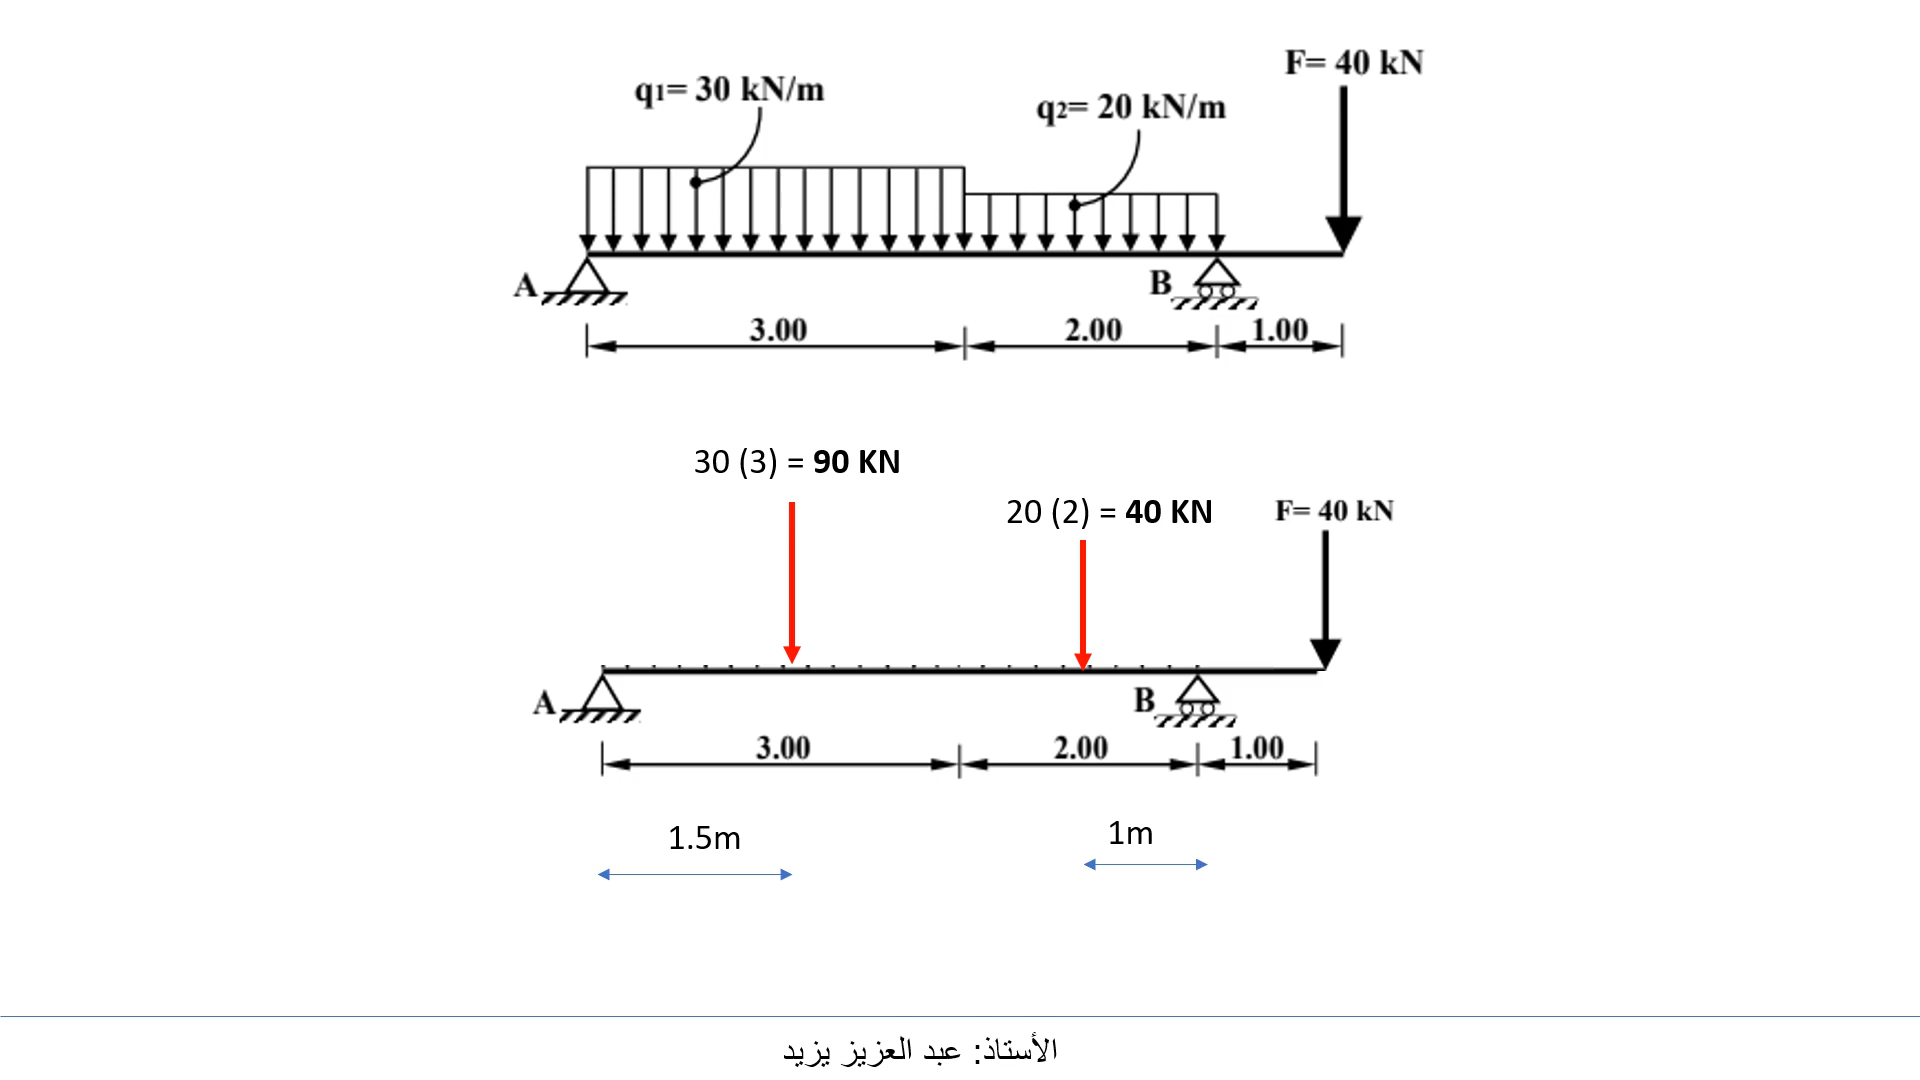 F= 40 kN
q1= 30 kN/m
q2= 20 kN/m
A
B
3.00
2.00
1.00
30 (3) = 90 KN
20 (2) = 40 KN
F= 40 kN
A
B
3.00
2.00
1.00
1.5m
1m
الأستاذ: عبد العزيز يزيد